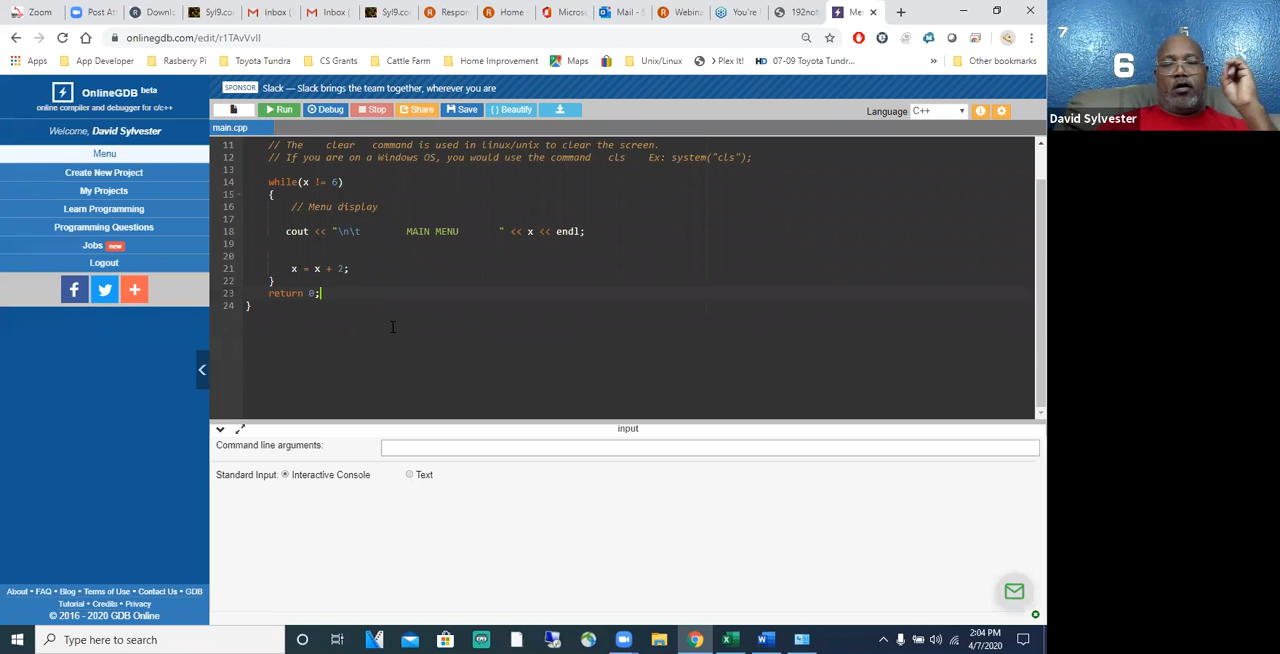 Zoom
Post Att
Downlo
Syl9.co
Inbox (
Inbox (
Syl9.co
Respon
Home -
Micros
Mail - S
Webina
You're
192not
Me
onlinegdb.com/edit/r1TAvVvII
Apps
App Developer
Rasberry Pi
Toyota Tundra
CS Grants
Cattle Farm
Home Improvement
Maps
Unix/Linux
> Plex It!
HD 07-09 Toyota Tundr...
»
Other bookmarks
OnlineGDB beta
online compiler and debugger for c/c++
Welcome, David Sylvester
Menu
Create New Project
My Projects
Learn Programming
Programming Questions
Jobs new
Logout
About • FAQ • Blog • Terms of Use • Contact Us • GDB
Tutorial • Credits • Privacy
© 2016 - 2020 GDB Online
SPONSOR Slack — Slack brings the team together, wherever you are
Run Debug Stop Share Save { } Beautify
Language C++
main.cpp
11 // The clear command is used in linux/unix to clear the screen.
12 // If you are on a Windows OS, you would use the command cls Ex: system("cls");
13
14 while(x != 6)
15 {
16 // Menu display
17
18 cout << "\n\t MAIN MENU " << x << endl;
19
20
21 x = x + 2;
22 }
23 return 0;
24 }
input
Command line arguments:
Standard Input: Interactive Console Text
7
6
David Sylvester
Type here to search
2:04 PM
4/7/2020